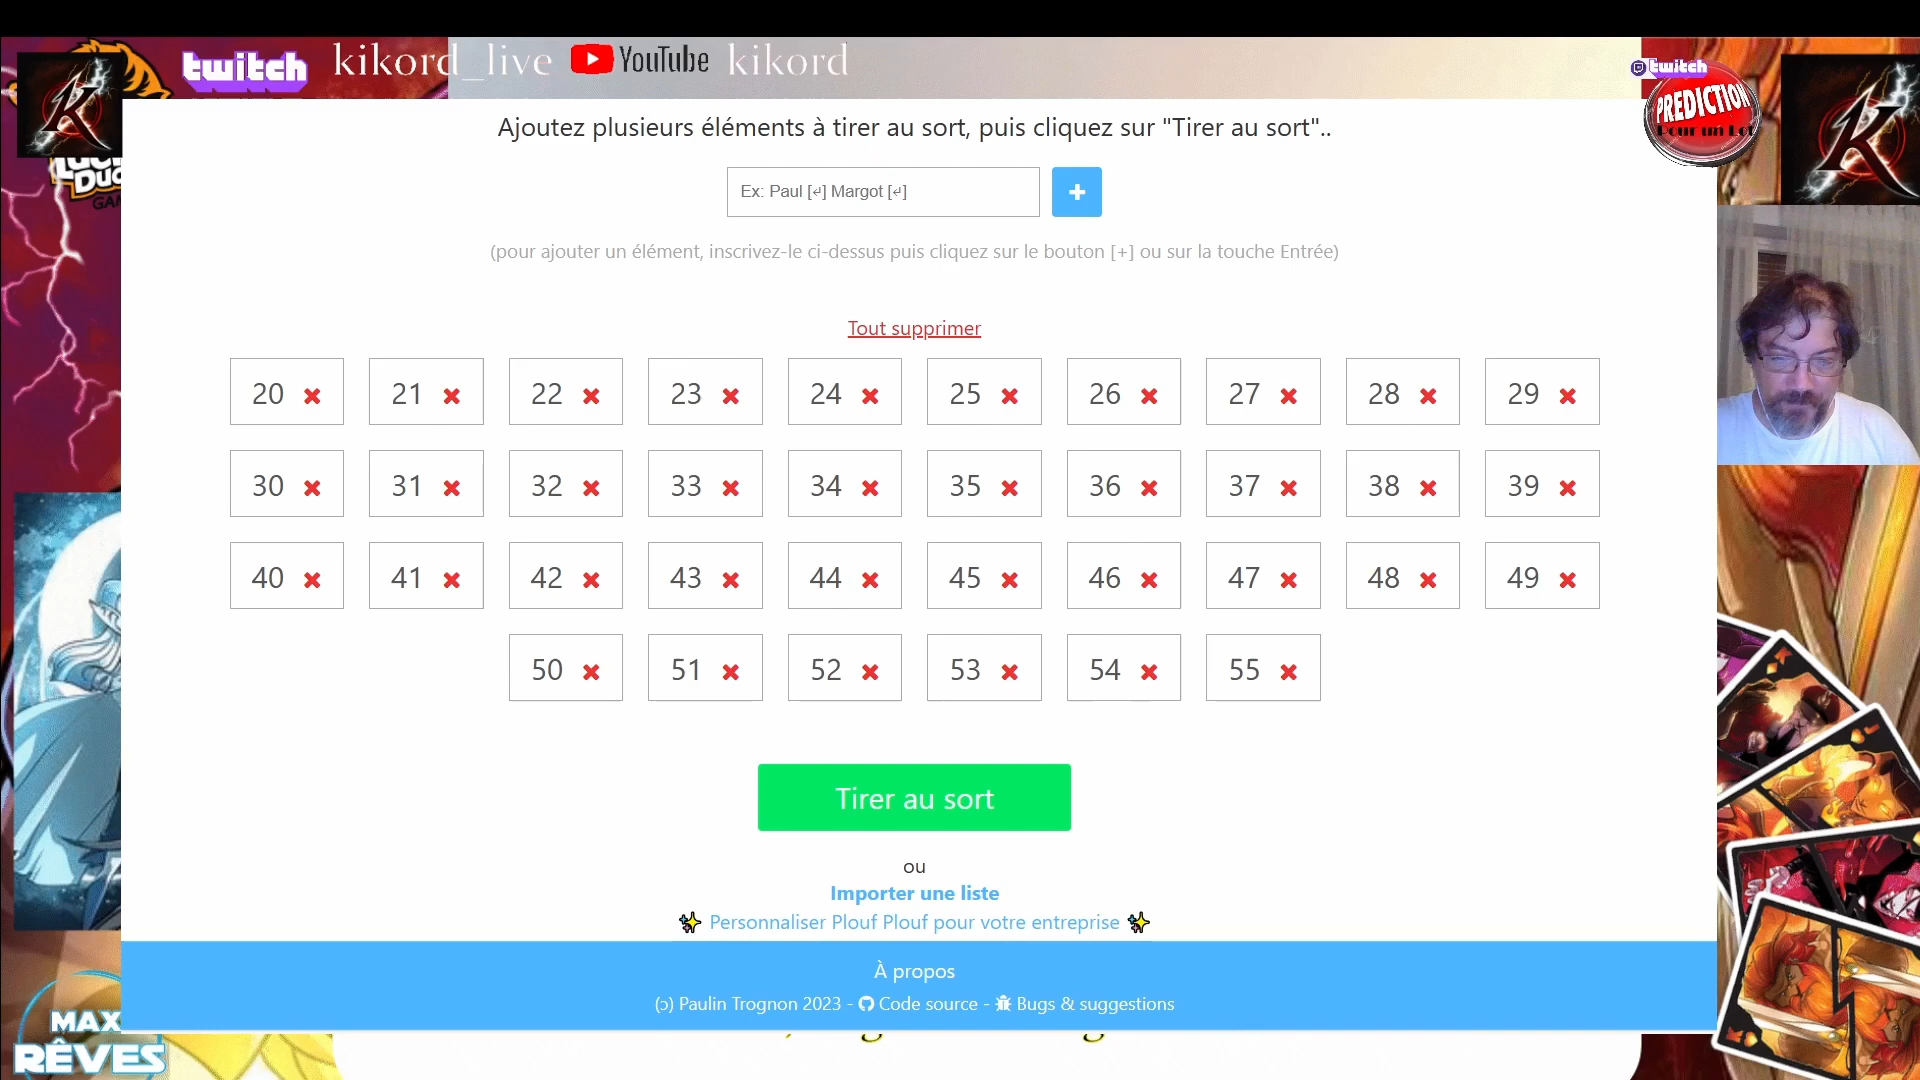 twitch kikord_live YouTube kikord
twitch
PREDICTION
Pour un Lot
Ajoutez plusieurs éléments à tirer au sort, puis cliquez sur "Tirer au sort"..
Ex: Paul [↵] Margot [↵]
(pour ajouter un élément, inscrivez-le ci-dessus puis cliquez sur le bouton [+] ou sur la touche Entrée)
Tout supprimer
20 21 22 23 24 25 26 27 28 29
30 31 32 33 34 35 36 37 38 39
40 41 42 43 44 45 46 47 48 49
50 51 52 53 54 55
Tirer au sort
ou
Importer une liste
✨ Personnaliser Plouf Plouf pour votre entreprise ✨
À propos
(ɔ) Paulin Trognon 2023 - Code source - Bugs & suggestions
MAX
RÊVES